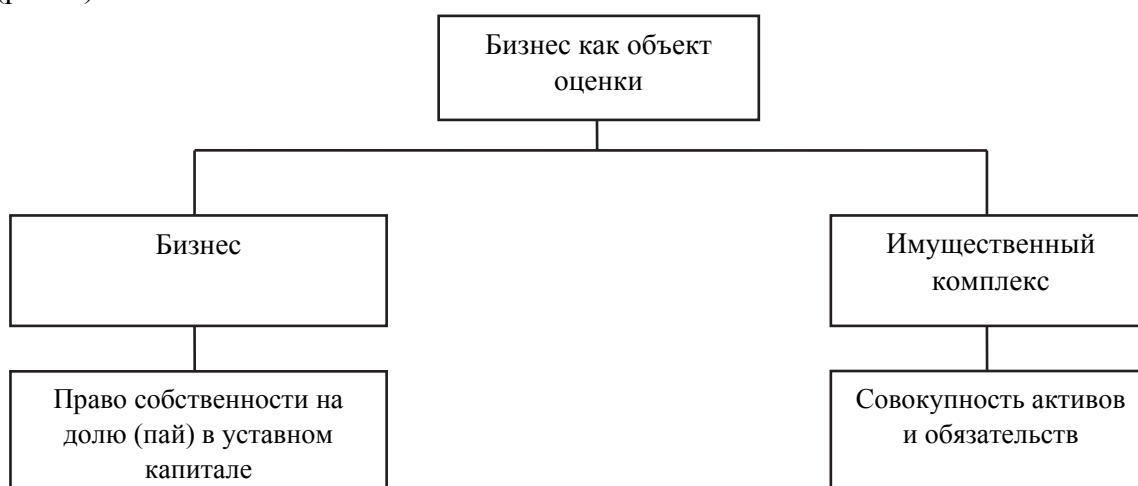 Бизнес как объект
оценки
Бизнес
Имущественный
комплекс
Право собственности на
долю (пай) в уставном
капитале
Совокупность активов
и обязательств